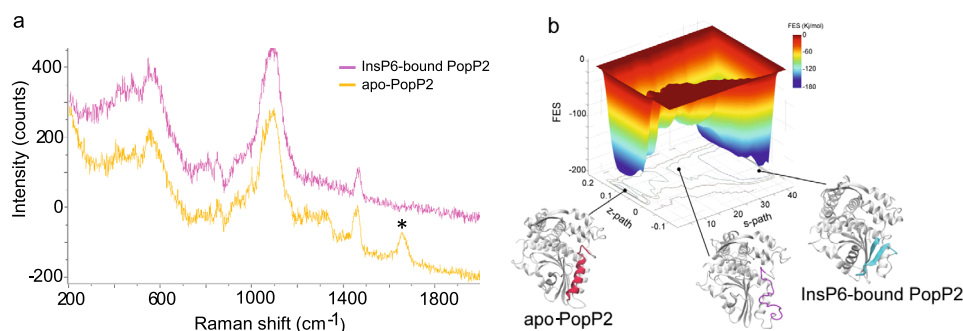 a
Intensity (counts)
400
200
0
-200
InsP6-bound PopP2
apo-PopP2
*
200
600
1000
1400
1800
Raman shift (cm-1)
b
FES (Kj/mol)
0
-60
-120
-180
FES
0
-100
-200
0.2
0.1
0
-0.1
z-path
10
20
30
40
s-path
apo-PopP2
InsP6-bound PopP2